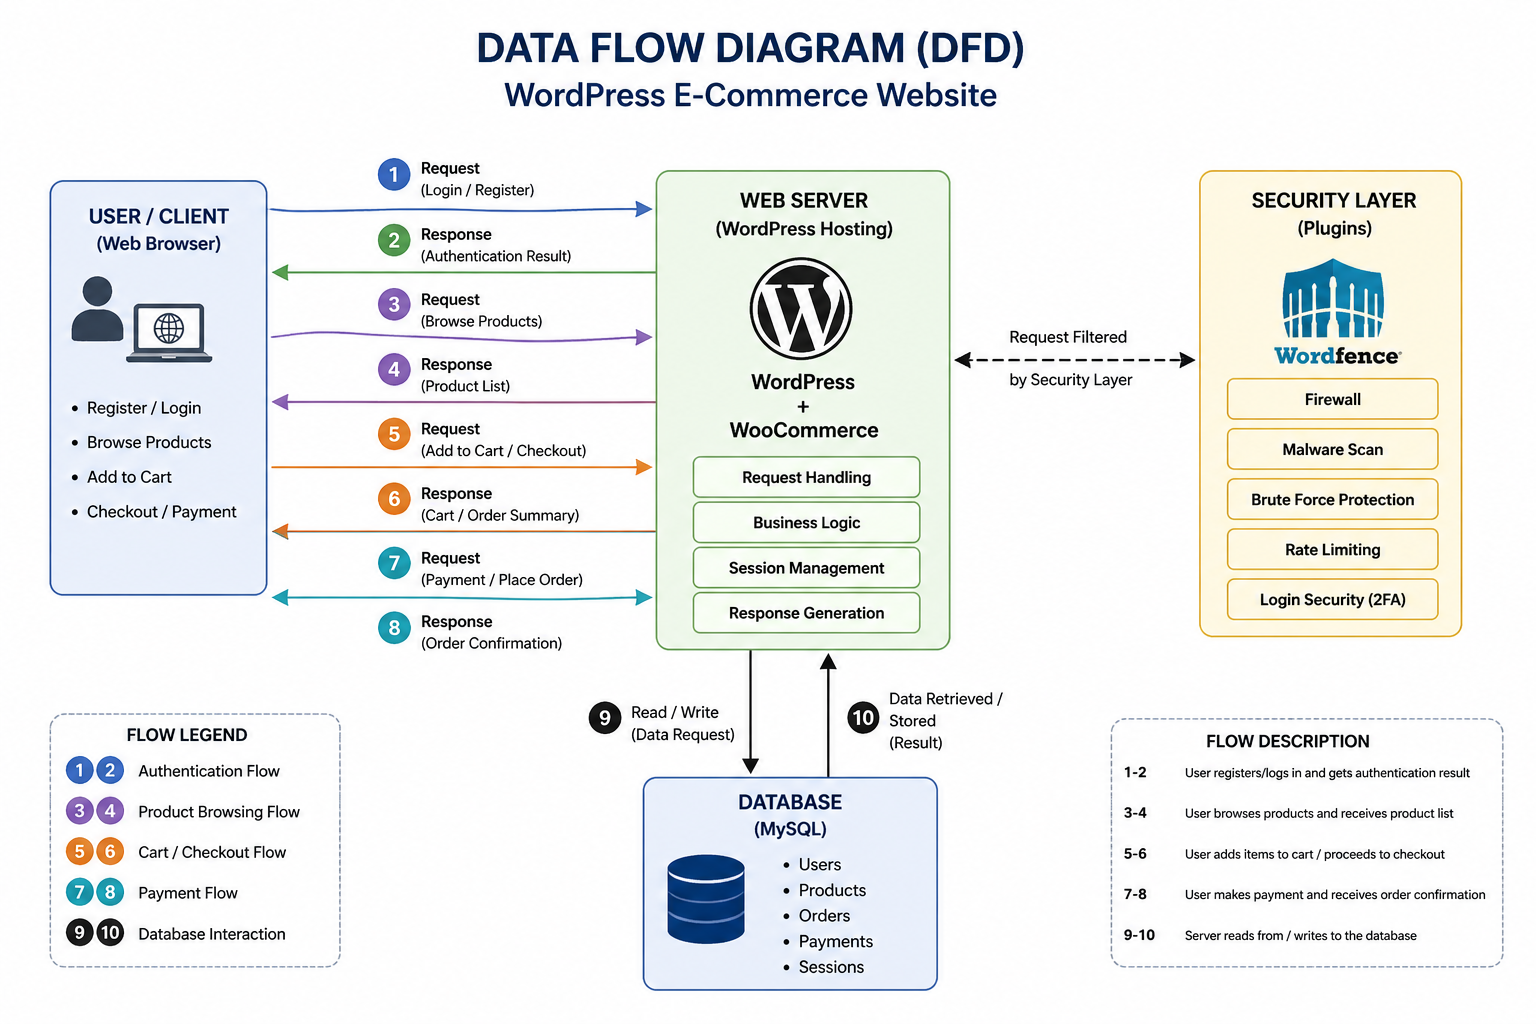 DATA FLOW DIAGRAM (DFD)
WordPress E-Commerce Website
USER / CLIENT
(Web Browser)
• Register / Login
• Browse Products
• Add to Cart
• Checkout / Payment
1 Request
(Login / Register)
2 Response
(Authentication Result)
3 Request
(Browse Products)
4 Response
(Product List)
5 Request
(Add to Cart / Checkout)
6 Response
(Cart / Order Summary)
7 Request
(Payment / Place Order)
8 Response
(Order Confirmation)
WEB SERVER
(WordPress Hosting)
W
WordPress
+
WooCommerce
Request Handling
Business Logic
Session Management
Response Generation
Request Filtered
by Security Layer
SECURITY LAYER
(Plugins)
Wordfence®
Firewall
Malware Scan
Brute Force Protection
Rate Limiting
Login Security (2FA)
9 Read / Write
(Data Request)
10 Data Retrieved /
Stored
(Result)
DATABASE
(MySQL)
• Users
• Products
• Orders
• Payments
• Sessions
FLOW LEGEND
1 2 Authentication Flow
3 4 Product Browsing Flow
5 6 Cart / Checkout Flow
7 8 Payment Flow
9 10 Database Interaction
FLOW DESCRIPTION
1-2 User registers/logs in and gets authentication result
3-4 User browses products and receives product list
5-6 User adds items to cart / proceeds to checkout
7-8 User makes payment and receives order confirmation
9-10 Server reads from / writes to the database